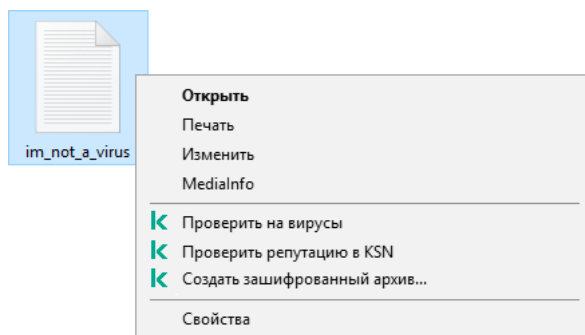 im_not_a_virus
Открыть
Печать
Изменить
MediaInfo
Проверить на вирусы
Проверить репутацию в KSN
Создать зашифрованный архив...
Свойства